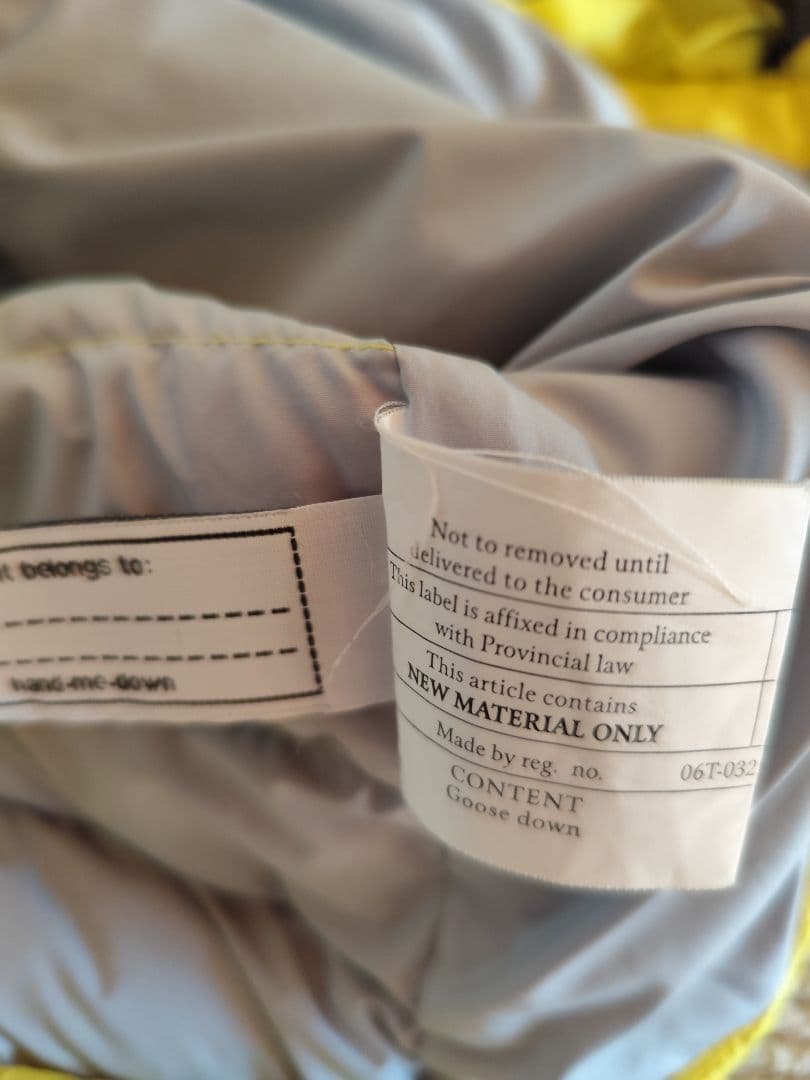 belongs to:
hand-me-down
Not to removed until
delivered to the consumer
This label is affixed in compliance
with Provincial law
This article contains
NEW MATERIAL ONLY
Made by reg. no. 06T-032
CONTENT
Goose down